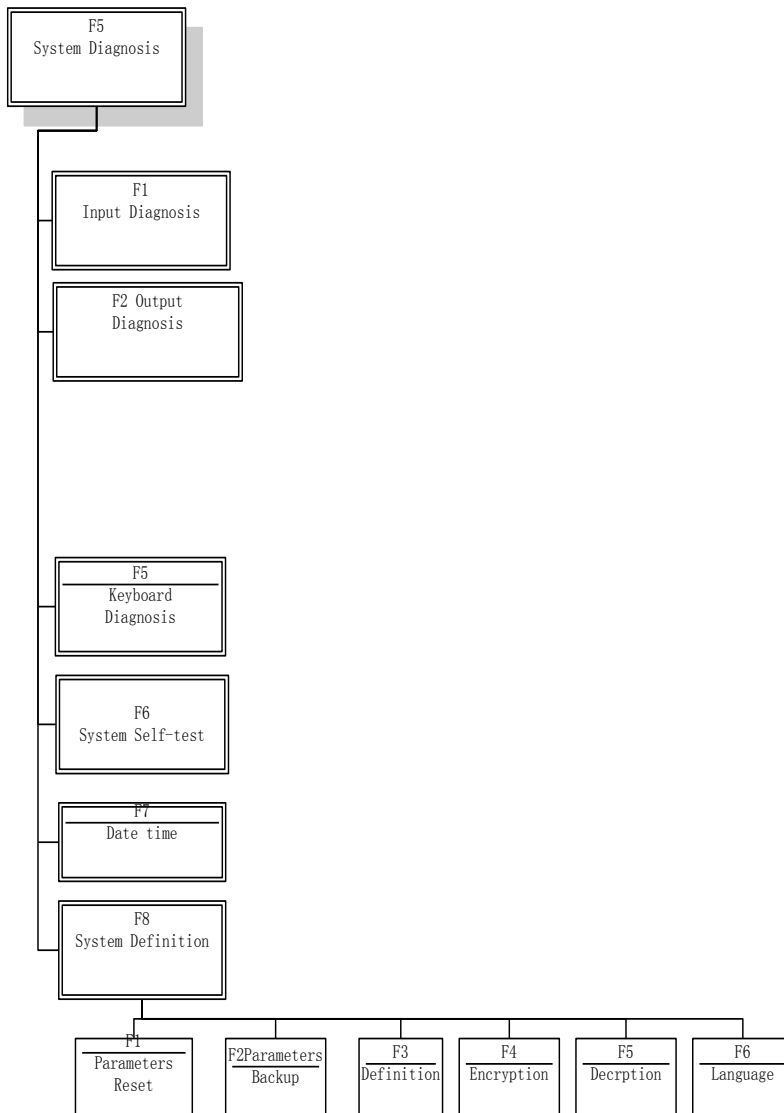 F5
System Diagnosis
F1
Input Diagnosis
F2 Output
Diagnosis
F5
Keyboard
Diagnosis
F6
System Self-test
F7
Date time
F8
System Definition
F1
Parameters
Reset
F2Parameters
Backup
F3
Definition
F4
Encryption
F5
Decrption
F6
Language